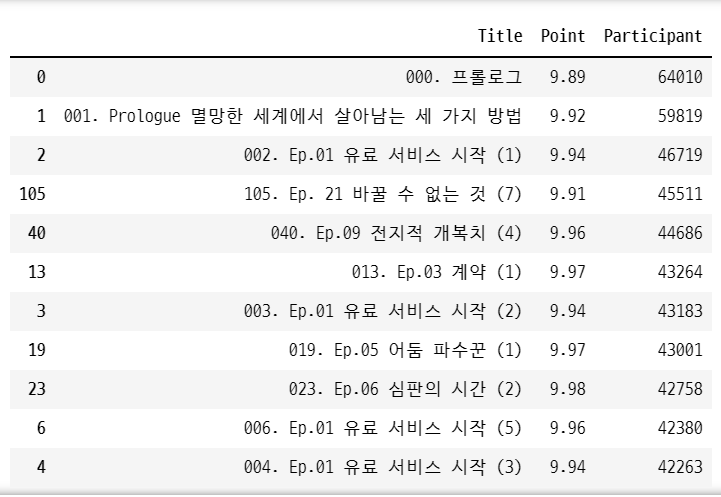 Title Point Participant
0 000. 프롤로그 9.89 64010
1 001. Prologue 멸망한 세계에서 살아남는 세 가지 방법 9.92 59819
2 002. Ep.01 유료 서비스 시작 (1) 9.94 46719
105 105. Ep. 21 바꿀 수 없는 것 (7) 9.91 45511
40 040. Ep.09 전지적 개복치 (4) 9.96 44686
13 013. Ep.03 계약 (1) 9.97 43264
3 003. Ep.01 유료 서비스 시작 (2) 9.94 43183
19 019. Ep.05 어둠 파수꾼 (1) 9.97 43001
23 023. Ep.06 심판의 시간 (2) 9.98 42758
6 006. Ep.01 유료 서비스 시작 (5) 9.96 42380
4 004. Ep.01 유료 서비스 시작 (3) 9.94 42263